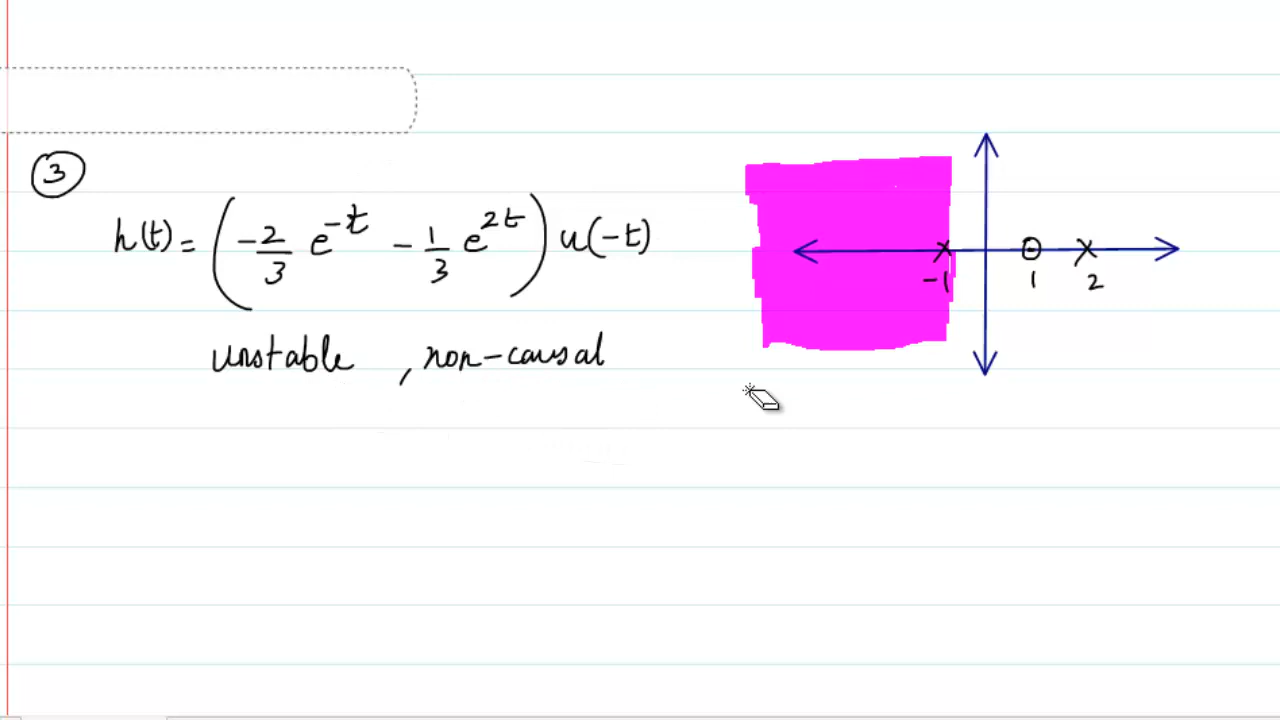 ③
h(t) = (-2/3 e^{-t} - 1/3 e^{2t}) u(-t)
-1 1 2
unstable , non-causal